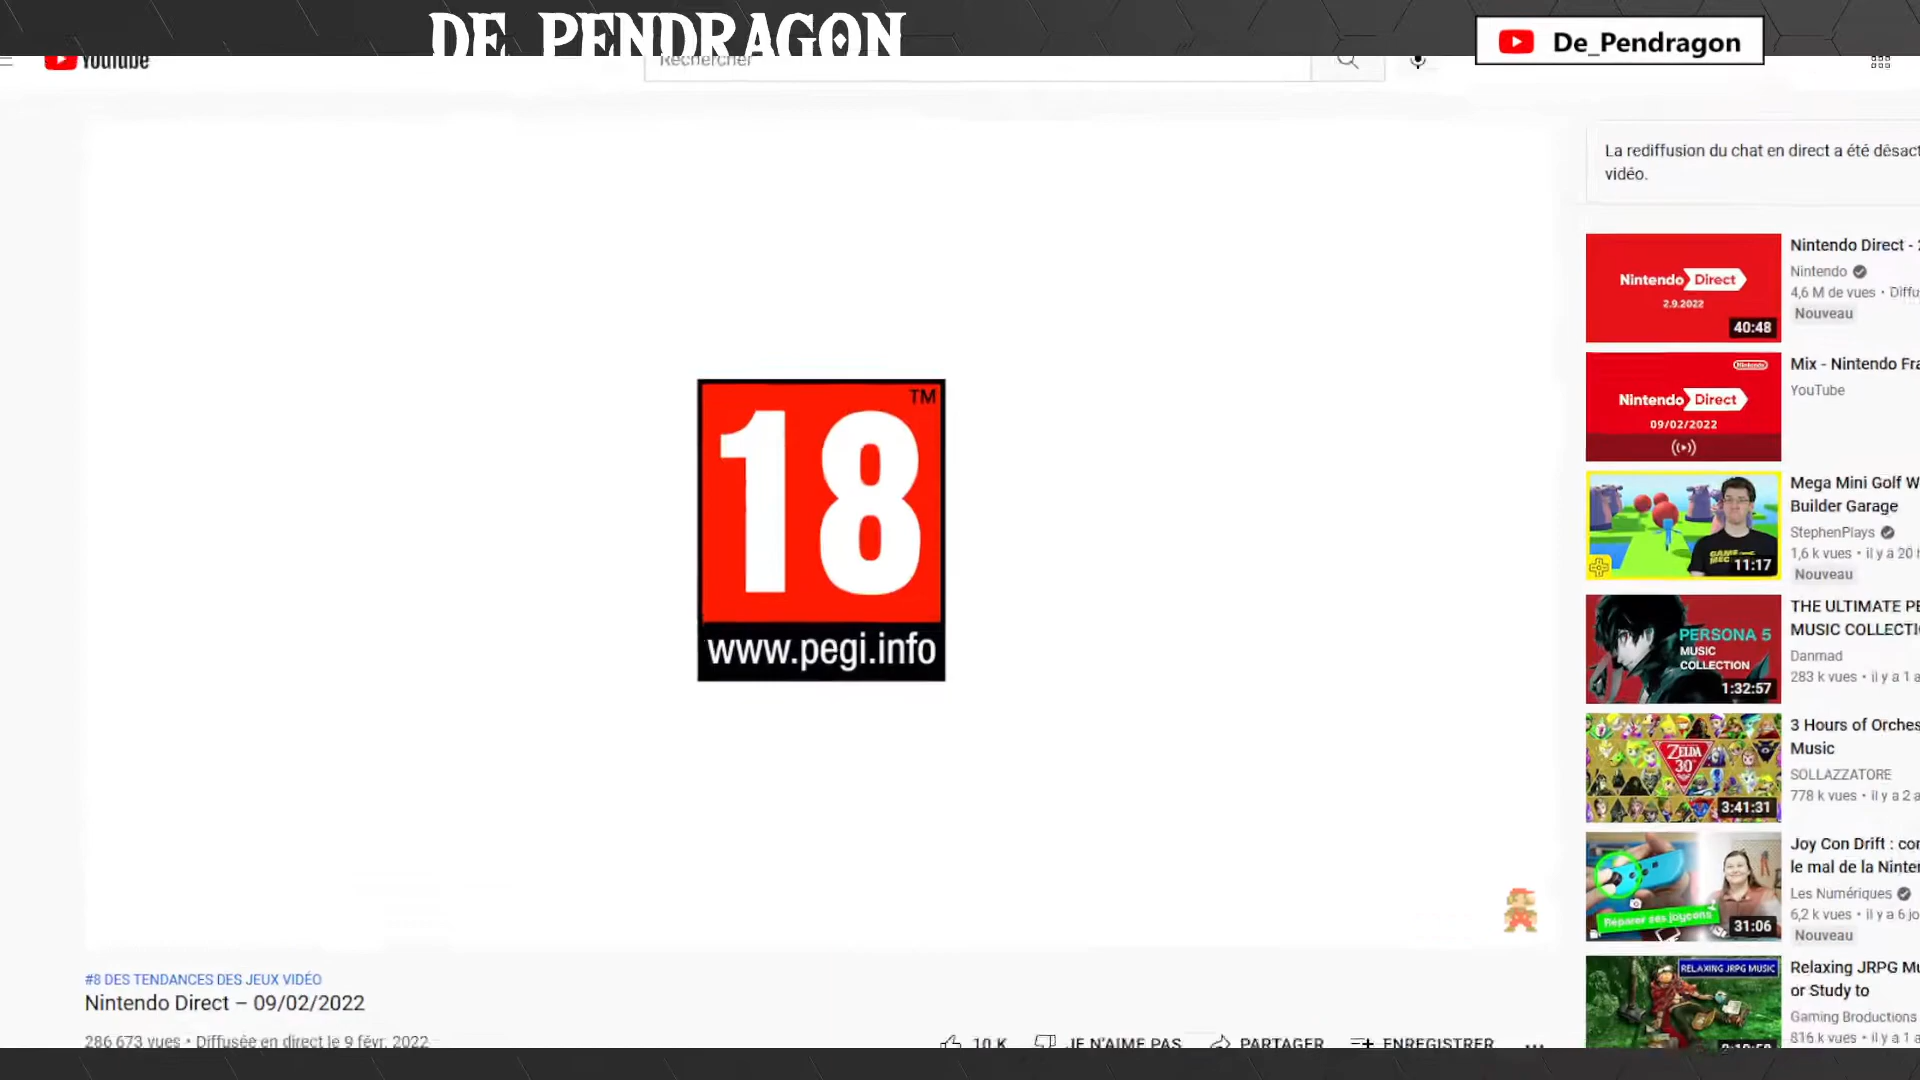 DE PENDRAGON
De_Pendragon
YouTube
Rechercher
La rediffusion du chat en direct a été désact
vidéo.
TM
18
www.pegi.info
Nintendo Direct
2.9.2022
40:48
Nintendo Direct -
Nintendo
4,6 M de vues • Diffu
Nouveau
Nintendo
Nintendo Direct
09/02/2022
Mix - Nintendo Fra
YouTube
11:17
Mega Mini Golf W
Builder Garage
StephenPlays
1,6 k vues • il y a 20 h
Nouveau
PERSONA 5
MUSIC
COLLECTION
1:32:57
THE ULTIMATE PE
MUSIC COLLECTI
Danmad
283 k vues • il y a 1 a
ZELDA
30
3:41:31
3 Hours of Orches
Music
SOLLAZZATORE
778 k vues • il y a 2 a
Réparer ses joycons
31:06
Joy Con Drift : co
le mal de la Ninte
Les Numériques
6,2 k vues • il y a 6 jo
Nouveau
RELAXING JRPG MUSIC
Relaxing JRPG Mu
or Study to
Gaming Broductions
816 k vues • il y a 1 a
#8 DES TENDANCES DES JEUX VIDÉO
Nintendo Direct – 09/02/2022
286 673 vues • Diffusée en direct le 9 févr. 2022
10 K
JE N'AIME PAS
PARTAGER
ENREGISTRER